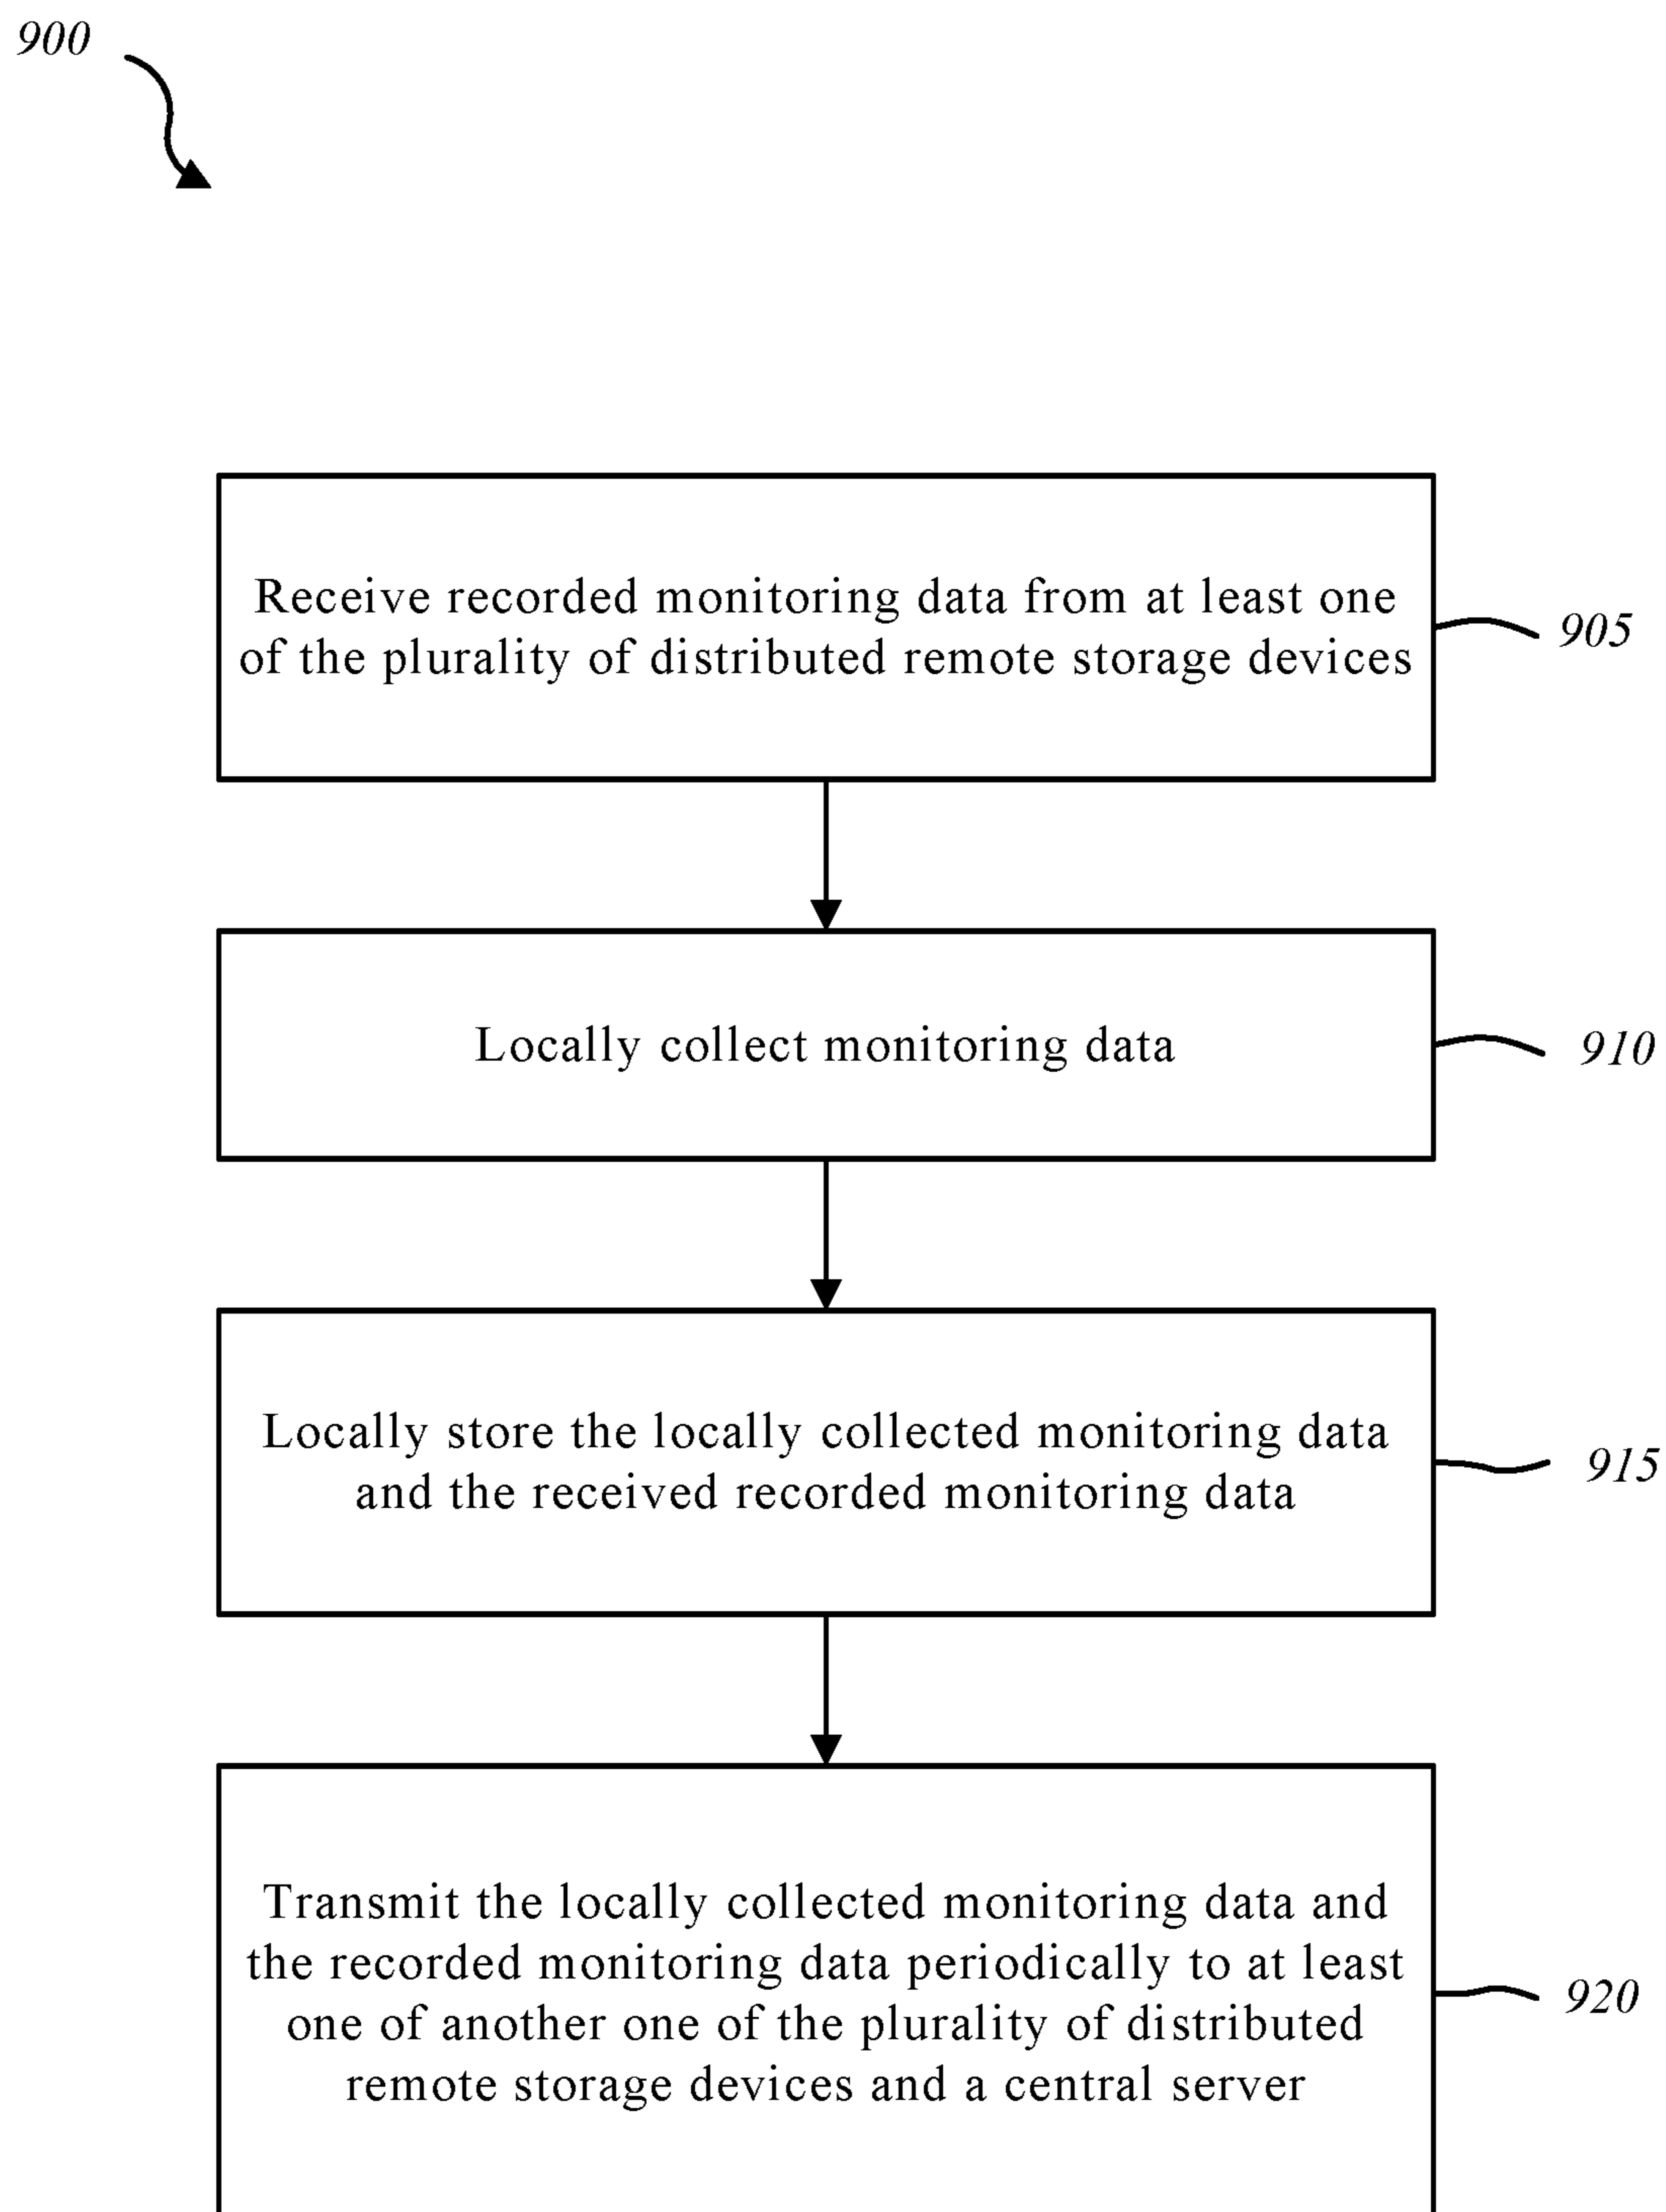 900
Receive recorded monitoring data from at least one
of the plurality of distributed remote storage devices
905
Locally collect monitoring data
910
Locally store the locally collected monitoring data
and the received recorded monitoring data
915
Transmit the locally collected monitoring data and
the recorded monitoring data periodically to at least
one of another one of the plurality of distributed
remote storage devices and a central server
920